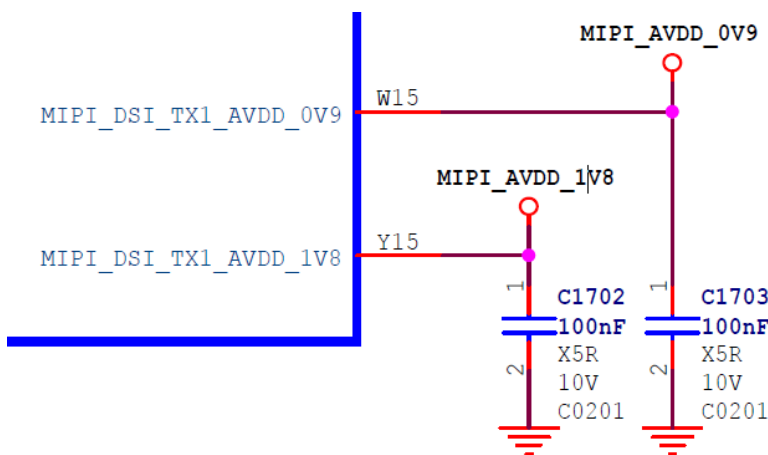 MIPI_AVDD_0V9
W15
MIPI_DSI_TX1_AVDD_0V9
MIPI_AVDD_1V8
Y15
MIPI_DSI_TX1_AVDD_1V8
1
C1702
100nF
X5R
2
10V
C0201
1
C1703
100nF
X5R
2
10V
C0201